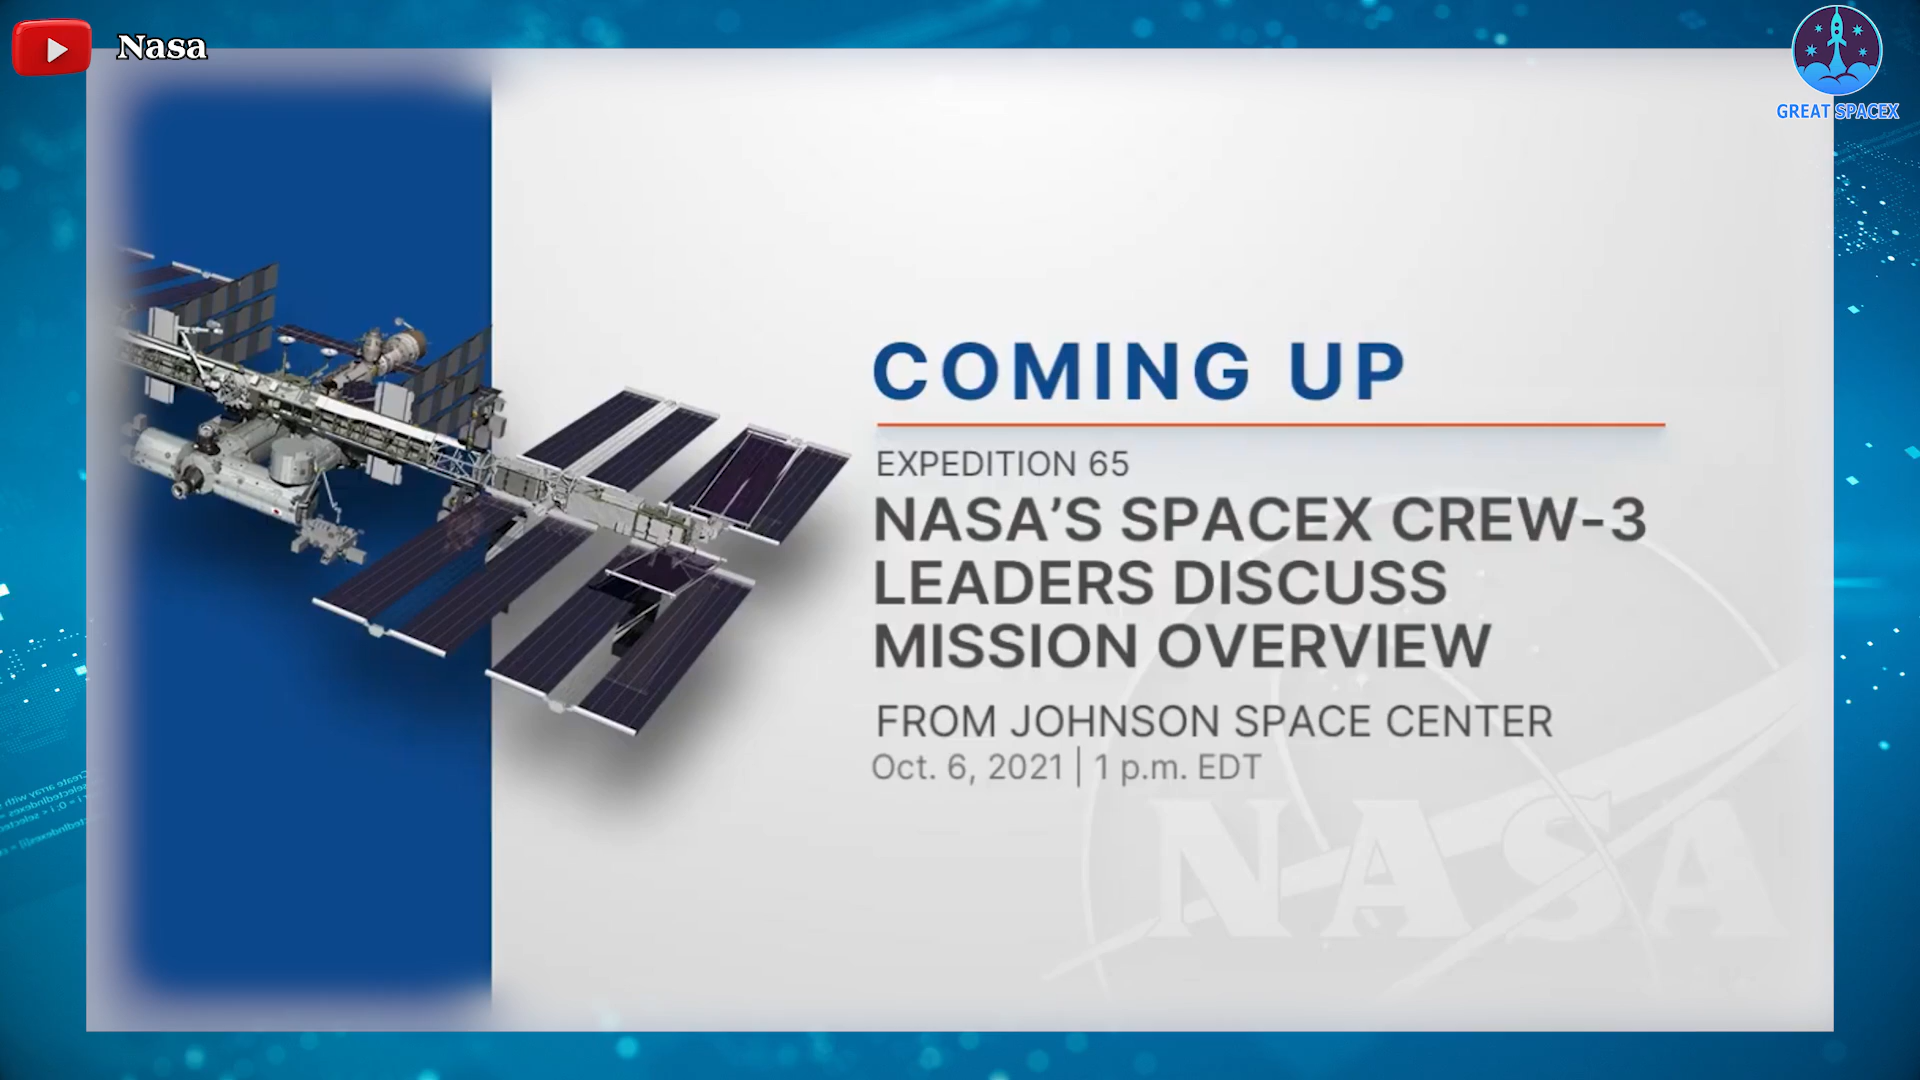 Nasa
GREAT SPACEX
COMING UP
EXPEDITION 65
NASA'S SPACEX CREW-3
LEADERS DISCUSS
MISSION OVERVIEW
FROM JOHNSON SPACE CENTER
Oct. 6, 2021 | 1 p.m. EDT
NASA